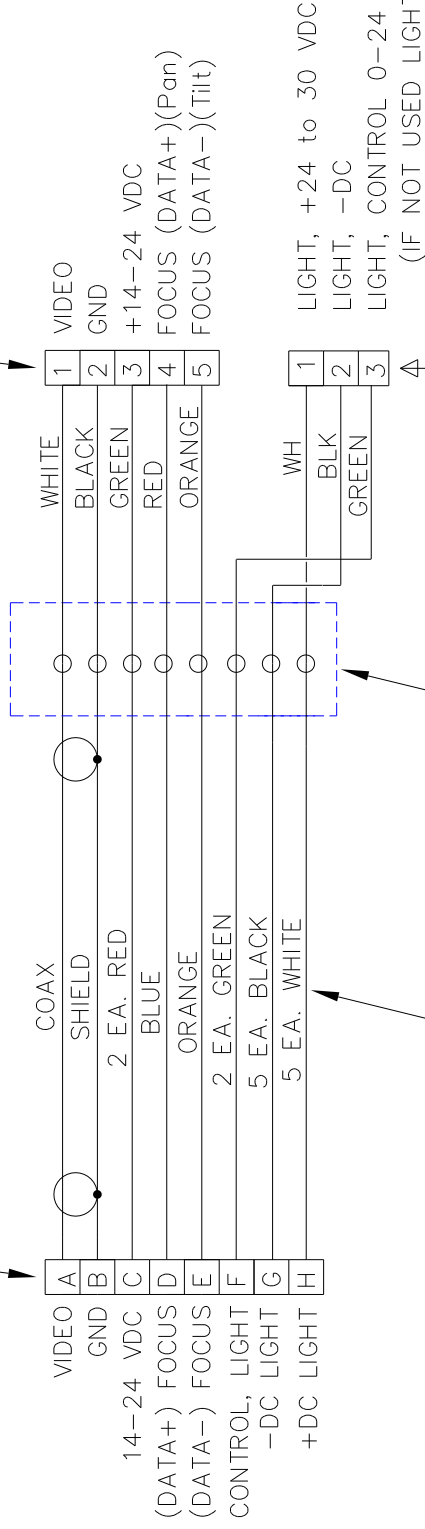 VIDEO A COAX WHITE 1 VIDEO
GND B SHIELD BLACK 2 GND
14-24 VDC C 2 EA. RED GREEN 3 +14-24 VDC
(DATA+) FOCUS D BLUE RED 4 FOCUS (DATA+)(Pan)
(DATA-) FOCUS E ORANGE ORANGE 5 FOCUS (DATA-)(Tilt)
CONTROL, LIGHT F 2 EA. GREEN
-DC LIGHT G 5 EA. BLACK
+DC LIGHT H 5 EA. WHITE WH 1 LIGHT, +24 to 30 VDC
BLK 2 LIGHT, -DC
GREEN 3 LIGHT, CONTROL 0-24
(IF NOT USED LIGHT